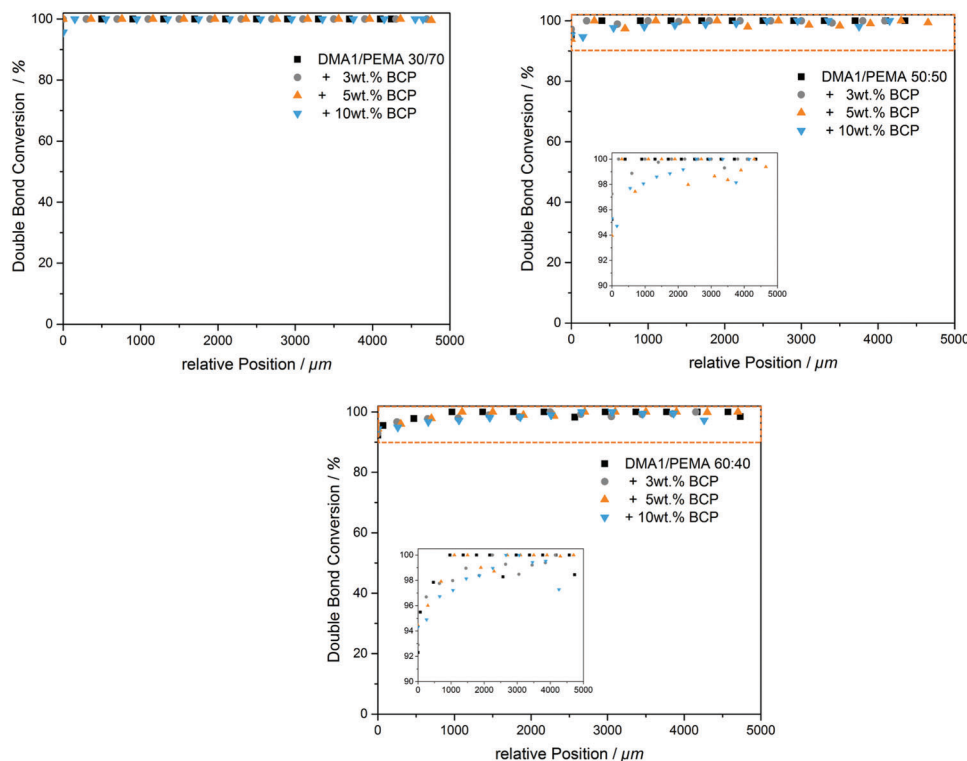 100
80
60
40
20
0
Double Bond Conversion / %
DMA1/PEMA 30/70
+ 3wt.% BCP
+ 5wt.% BCP
+ 10wt.% BCP
0 1000 2000 3000 4000 5000
relative Position / µm
100
80
60
40
20
0
Double Bond Conversion / %
DMA1/PEMA 50:50
+ 3wt.% BCP
+ 5wt.% BCP
+ 10wt.% BCP
100
98
96
94
92
90
0 1000 2000 3000 4000 5000
0 1000 2000 3000 4000 5000
relative Position / µm
100
80
60
40
20
0
Double Bond Conversion / %
DMA1/PEMA 60:40
+ 3wt.% BCP
+ 5wt.% BCP
+ 10wt.% BCP
100
98
96
94
92
90
0 1000 2000 3000 4000 5000
0 1000 2000 3000 4000 5000
relative Position / µm